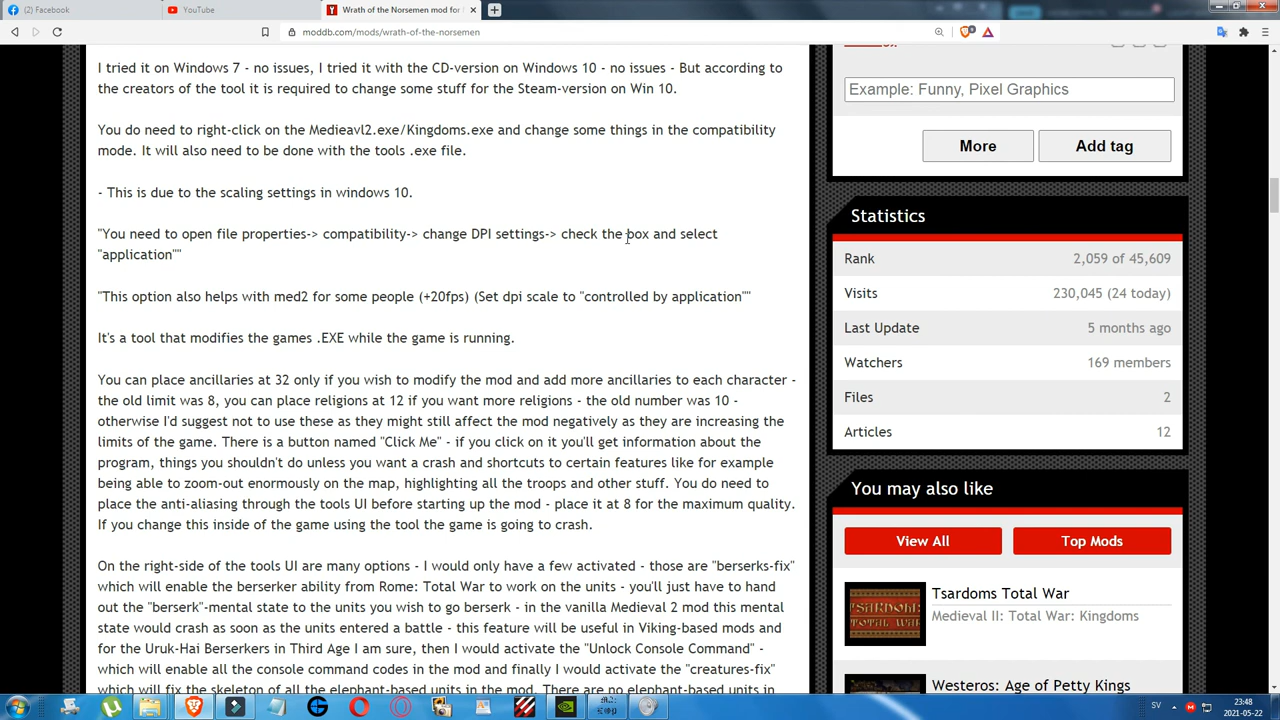 (2) Facebook
YouTube
Wrath of the Norsemen mod for
moddb.com/mods/wrath-of-the-norsemen
I tried it on Windows 7 - no issues, I tried it with the CD-version on Windows 10 - no issues - But according to
the creators of the tool it is required to change some stuff for the Steam-version on Win 10.
You do need to right-click on the Medieavl2.exe/Kingdoms.exe and change some things in the compatibility
mode. It will also need to be done with the tools .exe file.
- This is due to the scaling settings in windows 10.
"You need to open file properties-> compatibility-> change DPI settings-> check the box and select
"application""
"This option also helps with med2 for some people (+20fps) (Set dpi scale to "controlled by application""
It's a tool that modifies the games .EXE while the game is running.
You can place ancillaries at 32 only if you wish to modify the mod and add more ancillaries to each character -
the old limit was 8, you can place religions at 12 if you want more religions - the old number was 10 -
otherwise I'd suggest not to use these as they might still affect the mod negatively as they are increasing the
limits of the game. There is a button named "Click Me" - if you click on it you'll get information about the
program, things you shouldn't do unless you want a crash and shortcuts to certain features like for example
being able to zoom-out enormously on the map, highlighting all the troops and other stuff. You do need to
place the anti-aliasing through the tools UI before starting up the mod - place it at 8 for the maximum quality.
If you change this inside of the game using the tool the game is going to crash.
On the right-side of the tools UI are many options - I would only have a few activated - those are "berserks-fix"
which will enable the berserker ability from Rome: Total War to work on the units - you'll just have to hand
out the "berserk"-mental state to the units you wish to go berserk - in the vanilla Medieval 2 mod this mental
state would crash as soon as the units entered a battle - this feature will be useful in Viking-based mods and
for the Uruk-Hai Berserkers in Third Age I am sure, then I would activate the "Unlock Console Command" -
which will enable all the console command codes in the mod and finally I would activate the "creatures-fix"
which will fix the skeleton of all the elephant-based units in the mod. There are no elephant-based units in
Example: Funny, Pixel Graphics
More
Add tag
Statistics
Rank 2,059 of 45,609
Visits 230,045 (24 today)
Last Update 5 months ago
Watchers 169 members
Files 2
Articles 12
You may also like
View All
Top Mods
Tsardoms Total War
Medieval II: Total War: Kingdoms
Westeros: Age of Petty Kings
SV
23:48
2021-05-22